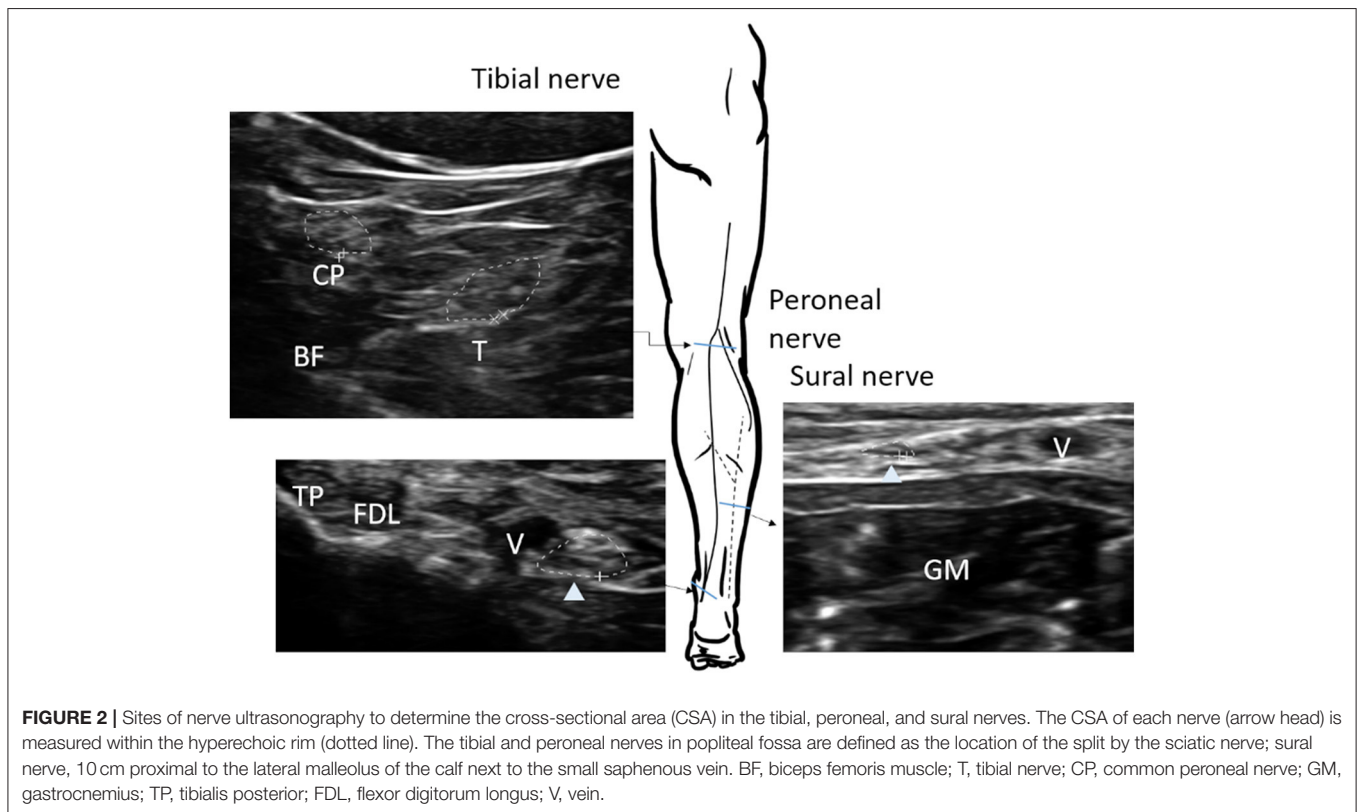 Tibial nerve
CP
BF
T
Peroneal
nerve
Sural nerve
V
GM
TP
FDL
V
FIGURE 2 | Sites of nerve ultrasonography to determine the cross-sectional area (CSA) in the tibial, peroneal, and sural nerves. The CSA of each nerve (arrow head) is
measured within the hyperechoic rim (dotted line). The tibial and peroneal nerves in popliteal fossa are defined as the location of the split by the sciatic nerve; sural
nerve, 10 cm proximal to the lateral malleolus of the calf next to the small saphenous vein. BF, biceps femoris muscle; T, tibial nerve; CP, common peroneal nerve; GM,
gastrocnemius; TP, tibialis posterior; FDL, flexor digitorum longus; V, vein.